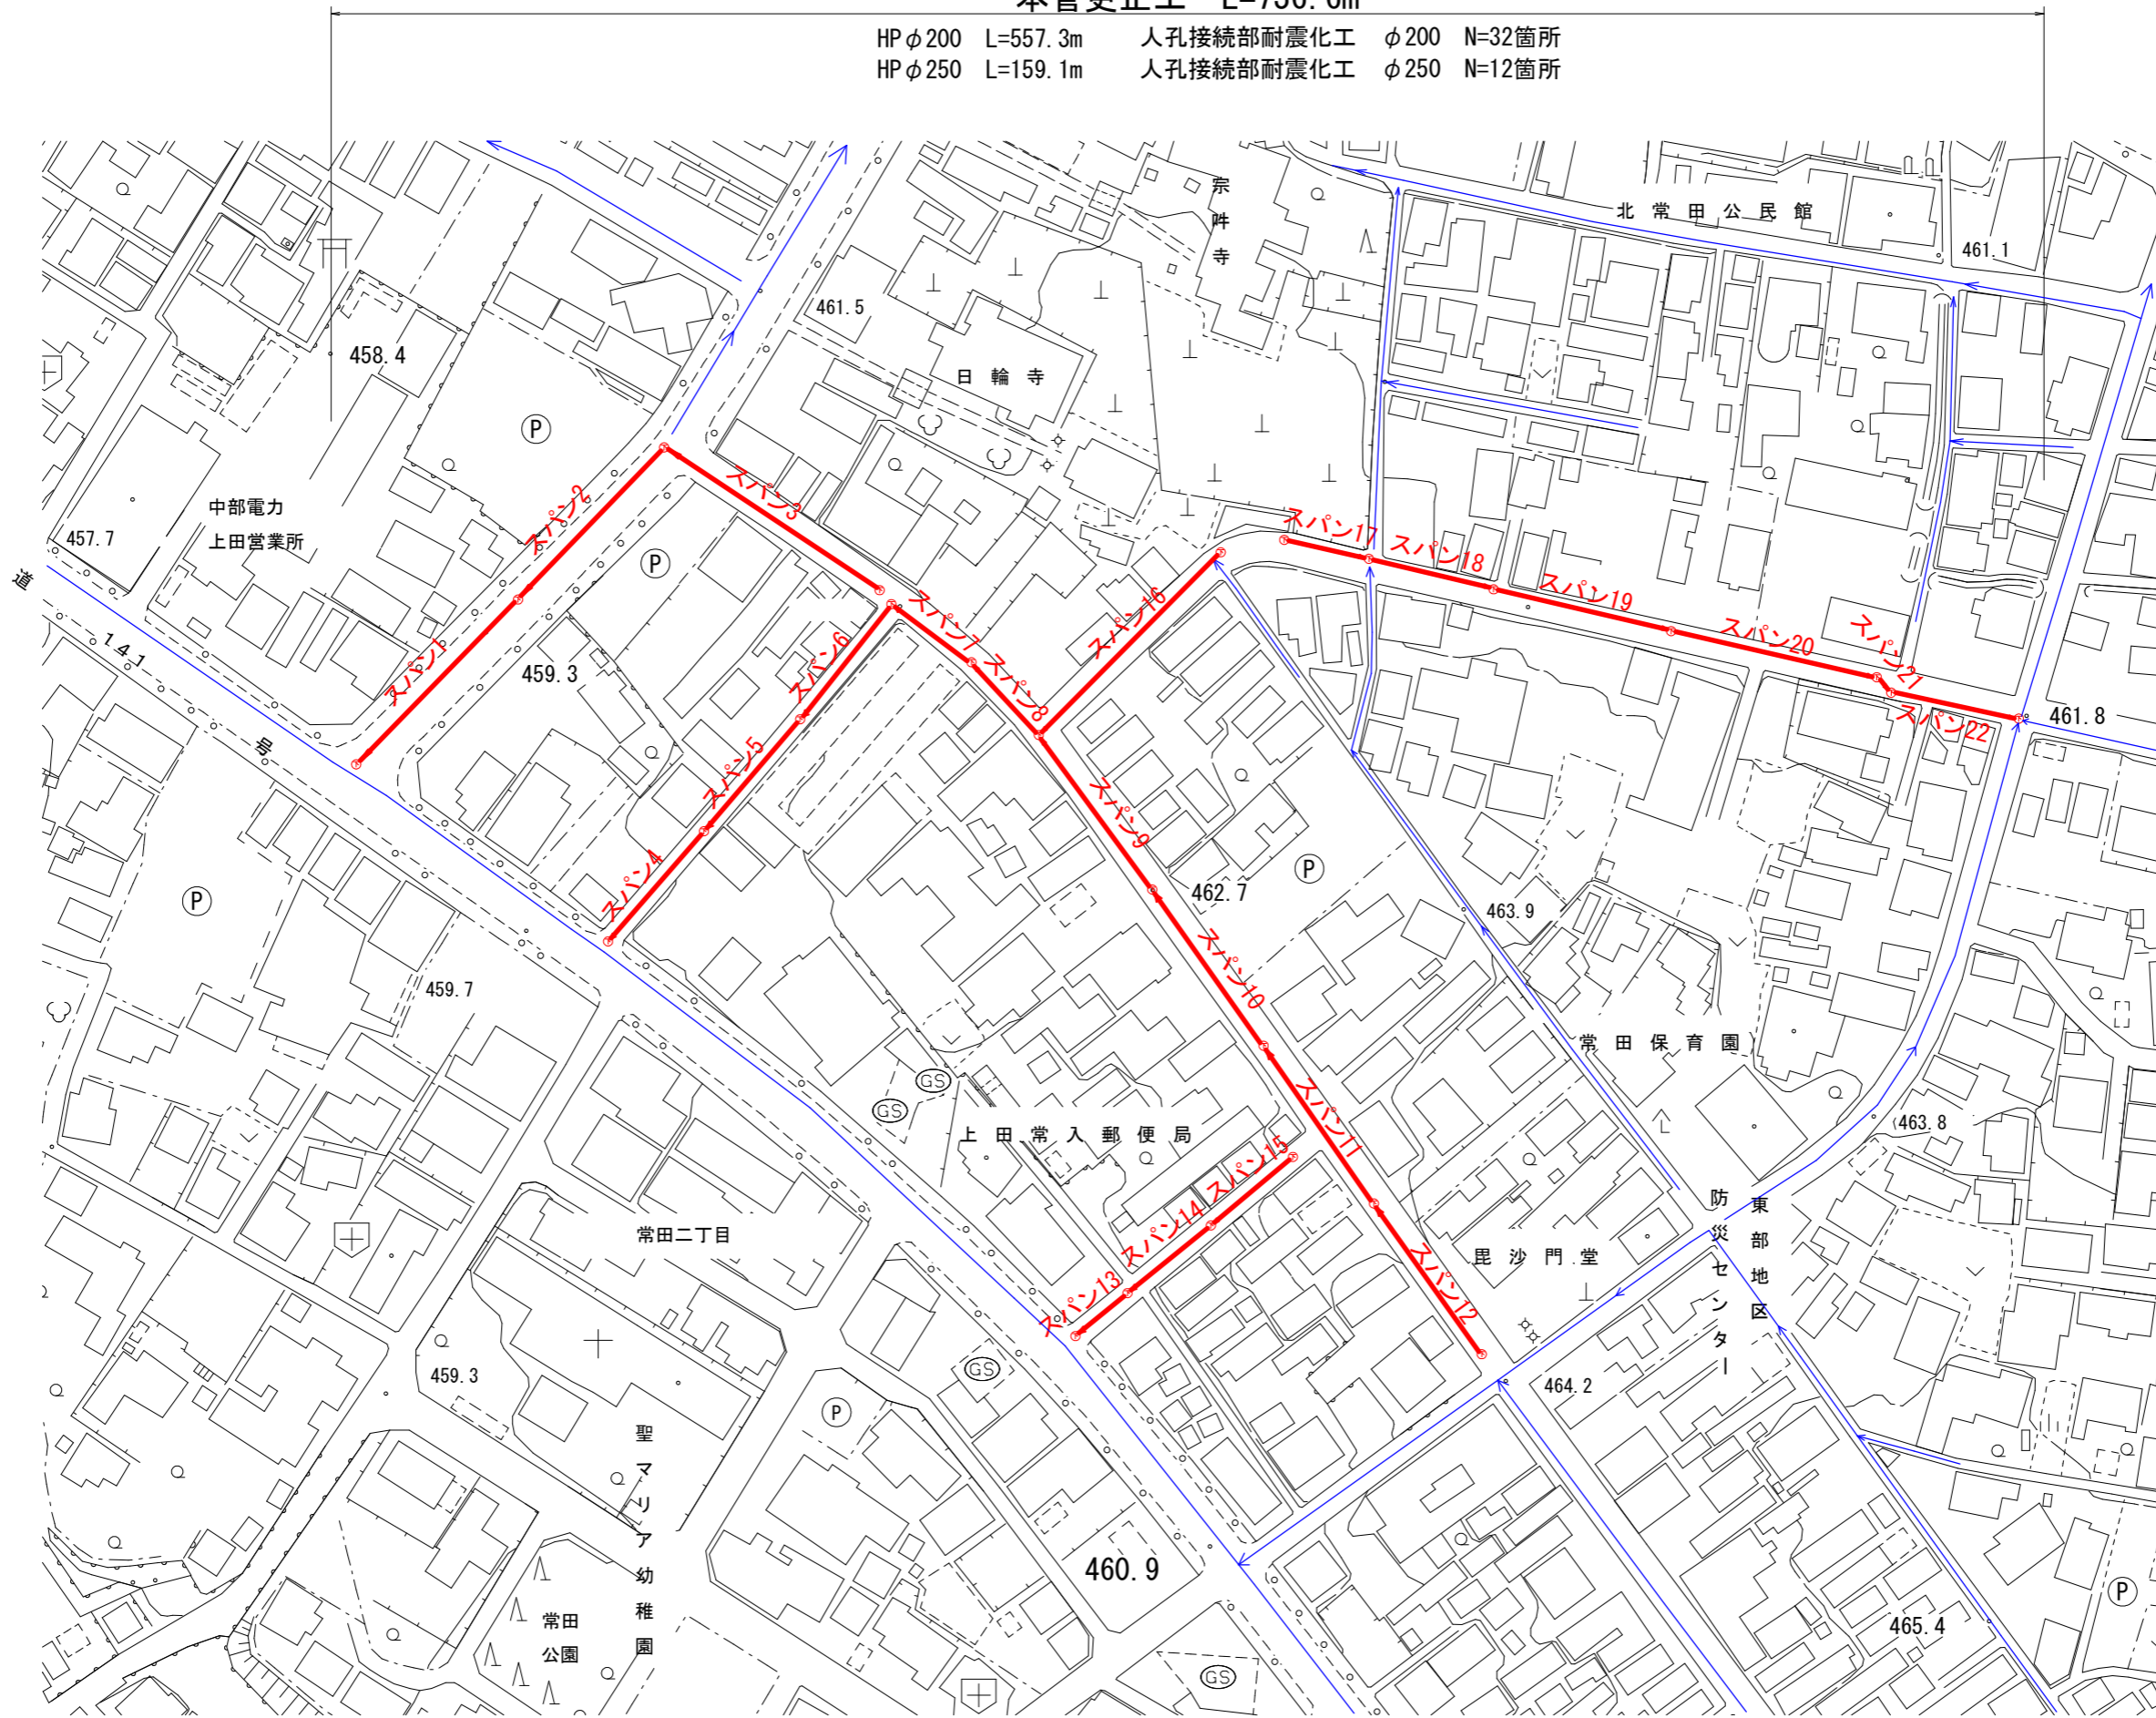 HPφ200 L=557.3m 人孔接続部耐震化工 φ200 N=32箇所
HPφ250 L=159.1m 人孔接続部耐震化工 φ250 N=12箇所
宗吽寺
北常田公民館
461.1
461.5
458.4
日輪寺
P
中部電力
上田営業所
457.7
スパン2
スパン3
P
スパン17
スパン18
スパン19
スパン20
スパン21
スパン22
461.8
スパン16
スパン7
スパン8
スパン6
スパン5
スパン4
スパン1
459.3
道
141
号
スパン9
462.7
P
463.9
P
スパン10
459.7
常田保育園
GS
GS
上田常入郵便局
463.8
スパン11
スパン15
スパン14
スパン13
スパン12
常田二丁目
毘沙門堂
東部地区
防災センター
459.3
GS
464.2
P
聖マリア幼稚園
460.9
常田
公園
465.4
P
GS